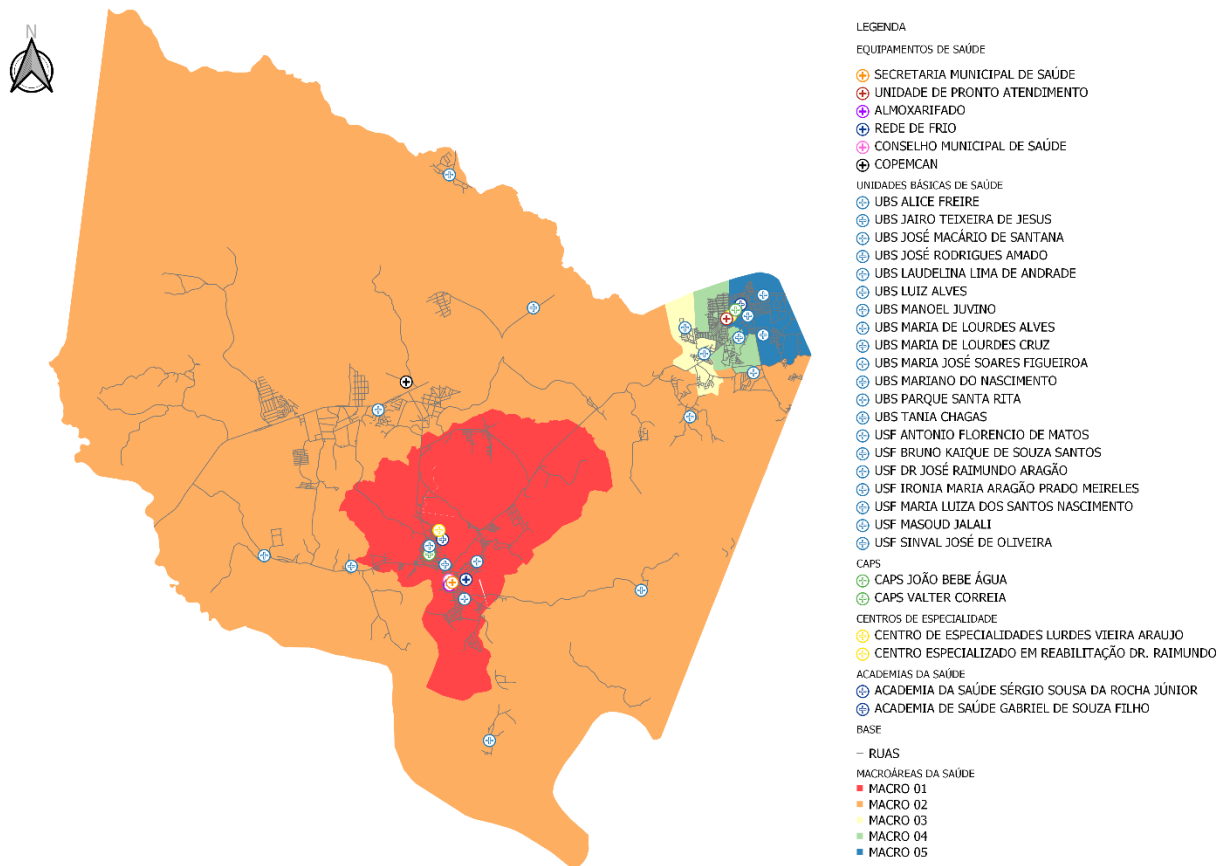 N
LEGENDA
EQUIPAMENTOS DE SAÚDE
SECRETARIA MUNICIPAL DE SAÚDE
UNIDADE DE PRONTO ATENDIMENTO
ALMOXARIFADO
REDE DE FRIO
CONSELHO MUNICIPAL DE SAÚDE
COPEMCAN
UNIDADES BÁSICAS DE SAÚDE
UBS ALICE FREIRE
UBS JAIRO TEIXEIRA DE JESUS
UBS JOSÉ MACÁRIO DE SANTANA
UBS JOSÉ RODRIGUES AMADO
UBS LAUDELINA LIMA DE ANDRADE
UBS LUIZ ALVES
UBS MANOEL JUVINO
UBS MARIA DE LOURDES ALVES
UBS MARIA DE LOURDES CRUZ
UBS MARIA JOSÉ SOARES FIGUEIROA
UBS MARIANO DO NASCIMENTO
UBS PARQUE SANTA RITA
UBS TANIA CHAGAS
USF ANTONIO FLORENCIO DE MATOS
USF BRUNO KAIQUE DE SOUZA SANTOS
USF DR JOSÉ RAIMUNDO ARAGÃO
USF IRONIA MARIA ARAGÃO PRADO MEIRELES
USF MARIA LUIZA DOS SANTOS NASCIMENTO
USF MASOUD JALALI
USF SINVAL JOSÉ DE OLIVEIRA
CAPS
CAPS JOÃO BEBE ÁGUA
CAPS VALTER CORREIA
CENTROS DE ESPECIALIDADE
CENTRO DE ESPECIALIDADES LURDES VIEIRA ARAUJO
CENTRO ESPECIALIZADO EM REABILITAÇÃO DR. RAIMUNDO
ACADEMIAS DA SAÚDE
ACADEMIA DA SAÚDE SÉRGIO SOUSA DA ROCHA JÚNIOR
ACADEMIA DE SAÚDE GABRIEL DE SOUZA FILHO
BASE
RUAS
MACROÁREAS DA SAÚDE
MACRO 01
MACRO 02
MACRO 03
MACRO 04
MACRO 05